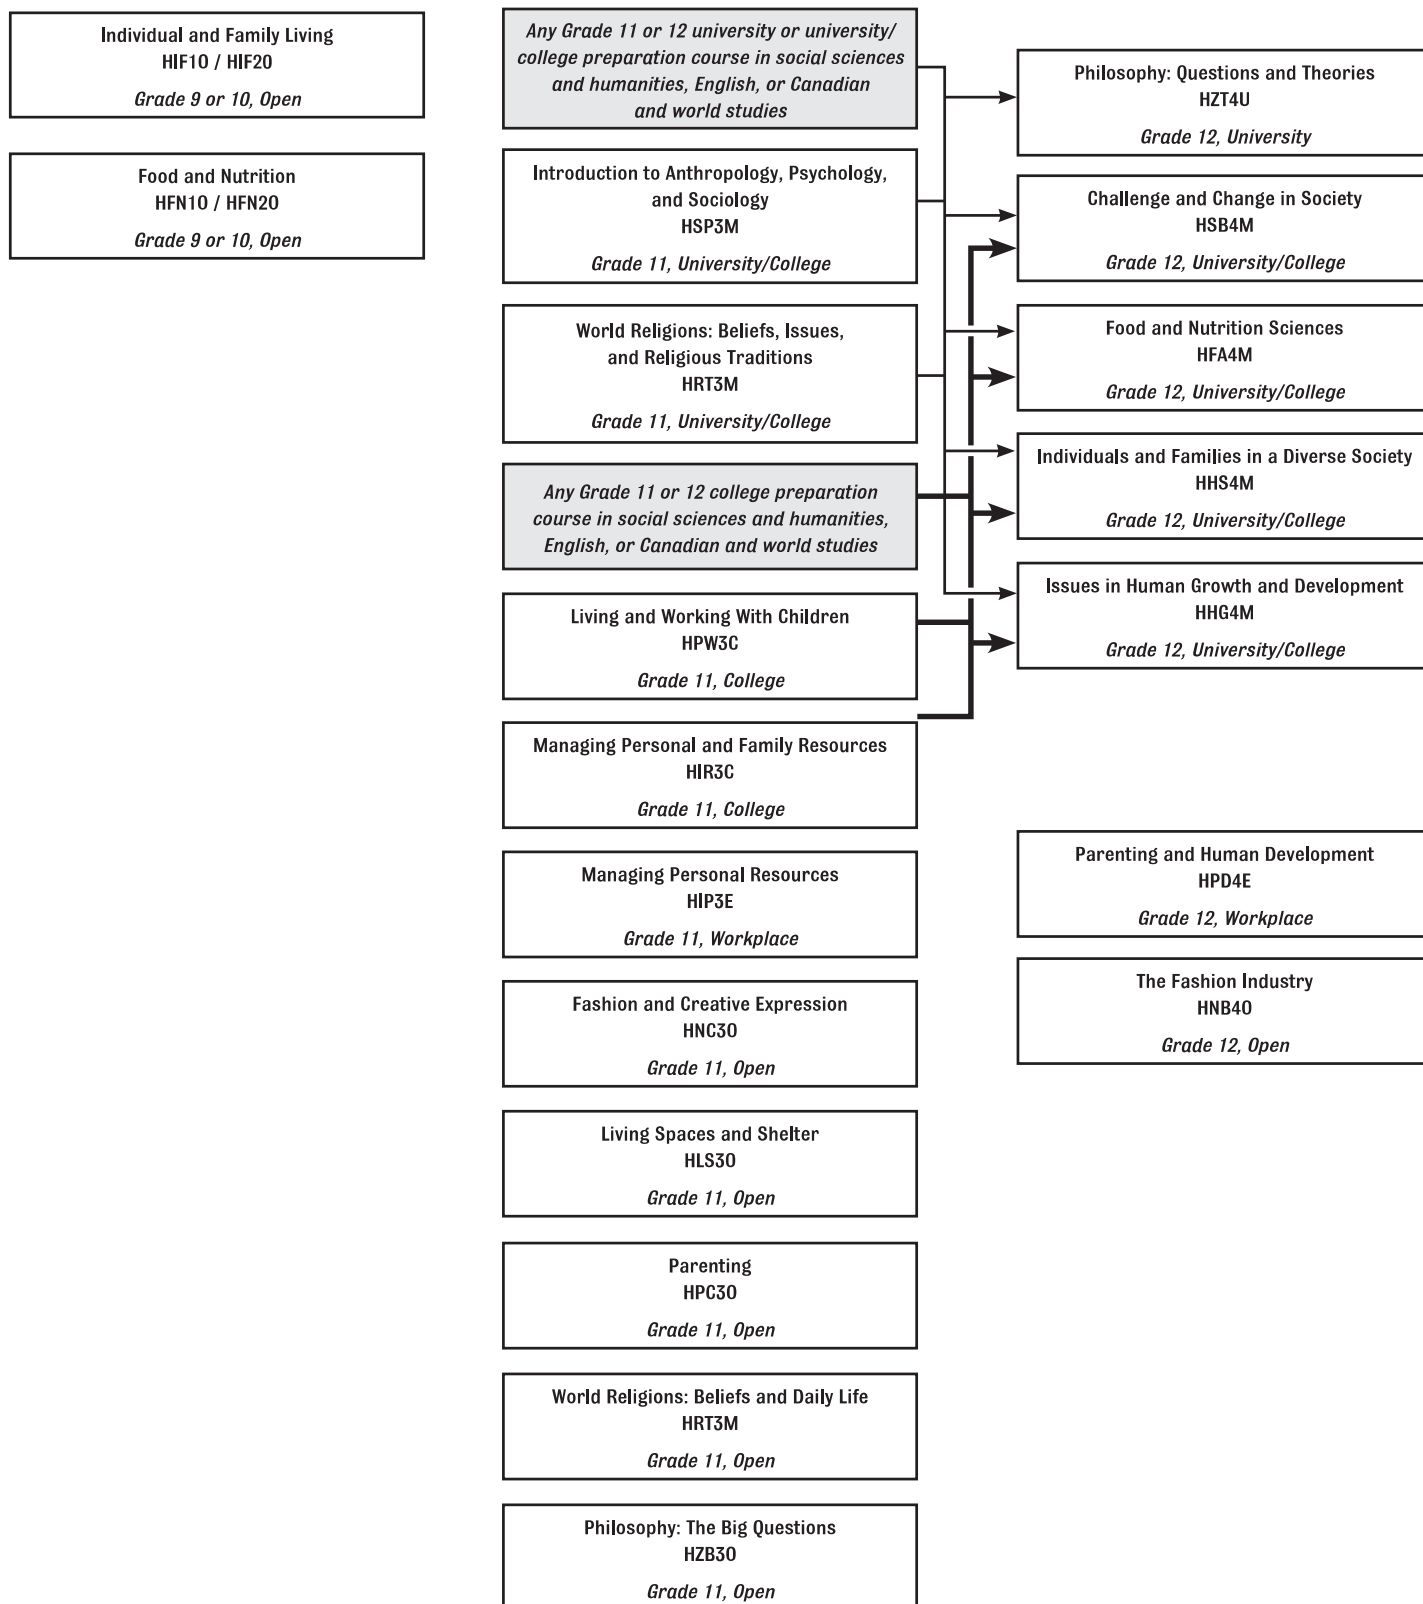 Individual and Family Living
HIF10 / HIF20
Grade 9 or 10, Open
Food and Nutrition
HFN10 / HFN20
Grade 9 or 10, Open
Any Grade 11 or 12 university or university/
college preparation course in social sciences
and humanities, English, or Canadian
and world studies
Introduction to Anthropology, Psychology,
and Sociology
HSP3M
Grade 11, University/College
World Religions: Beliefs, Issues,
and Religious Traditions
HRT3M
Grade 11, University/College
Any Grade 11 or 12 college preparation
course in social sciences and humanities,
English, or Canadian and world studies
Living and Working With Children
HPW3C
Grade 11, College
Managing Personal and Family Resources
HIR3C
Grade 11, College
Managing Personal Resources
HIP3E
Grade 11, Workplace
Fashion and Creative Expression
HNC30
Grade 11, Open
Living Spaces and Shelter
HLS30
Grade 11, Open
Parenting
HPC30
Grade 11, Open
World Religions: Beliefs and Daily Life
HRT3M
Grade 11, Open
Philosophy: The Big Questions
HZB30
Grade 11, Open
Philosophy: Questions and Theories
HZT4U
Grade 12, University
Challenge and Change in Society
HSB4M
Grade 12, University/College
Food and Nutrition Sciences
HFA4M
Grade 12, University/College
Individuals and Families in a Diverse Society
HHS4M
Grade 12, University/College
Issues in Human Growth and Development
HHG4M
Grade 12, University/College
Parenting and Human Development
HPD4E
Grade 12, Workplace
The Fashion Industry
HNB40
Grade 12, Open